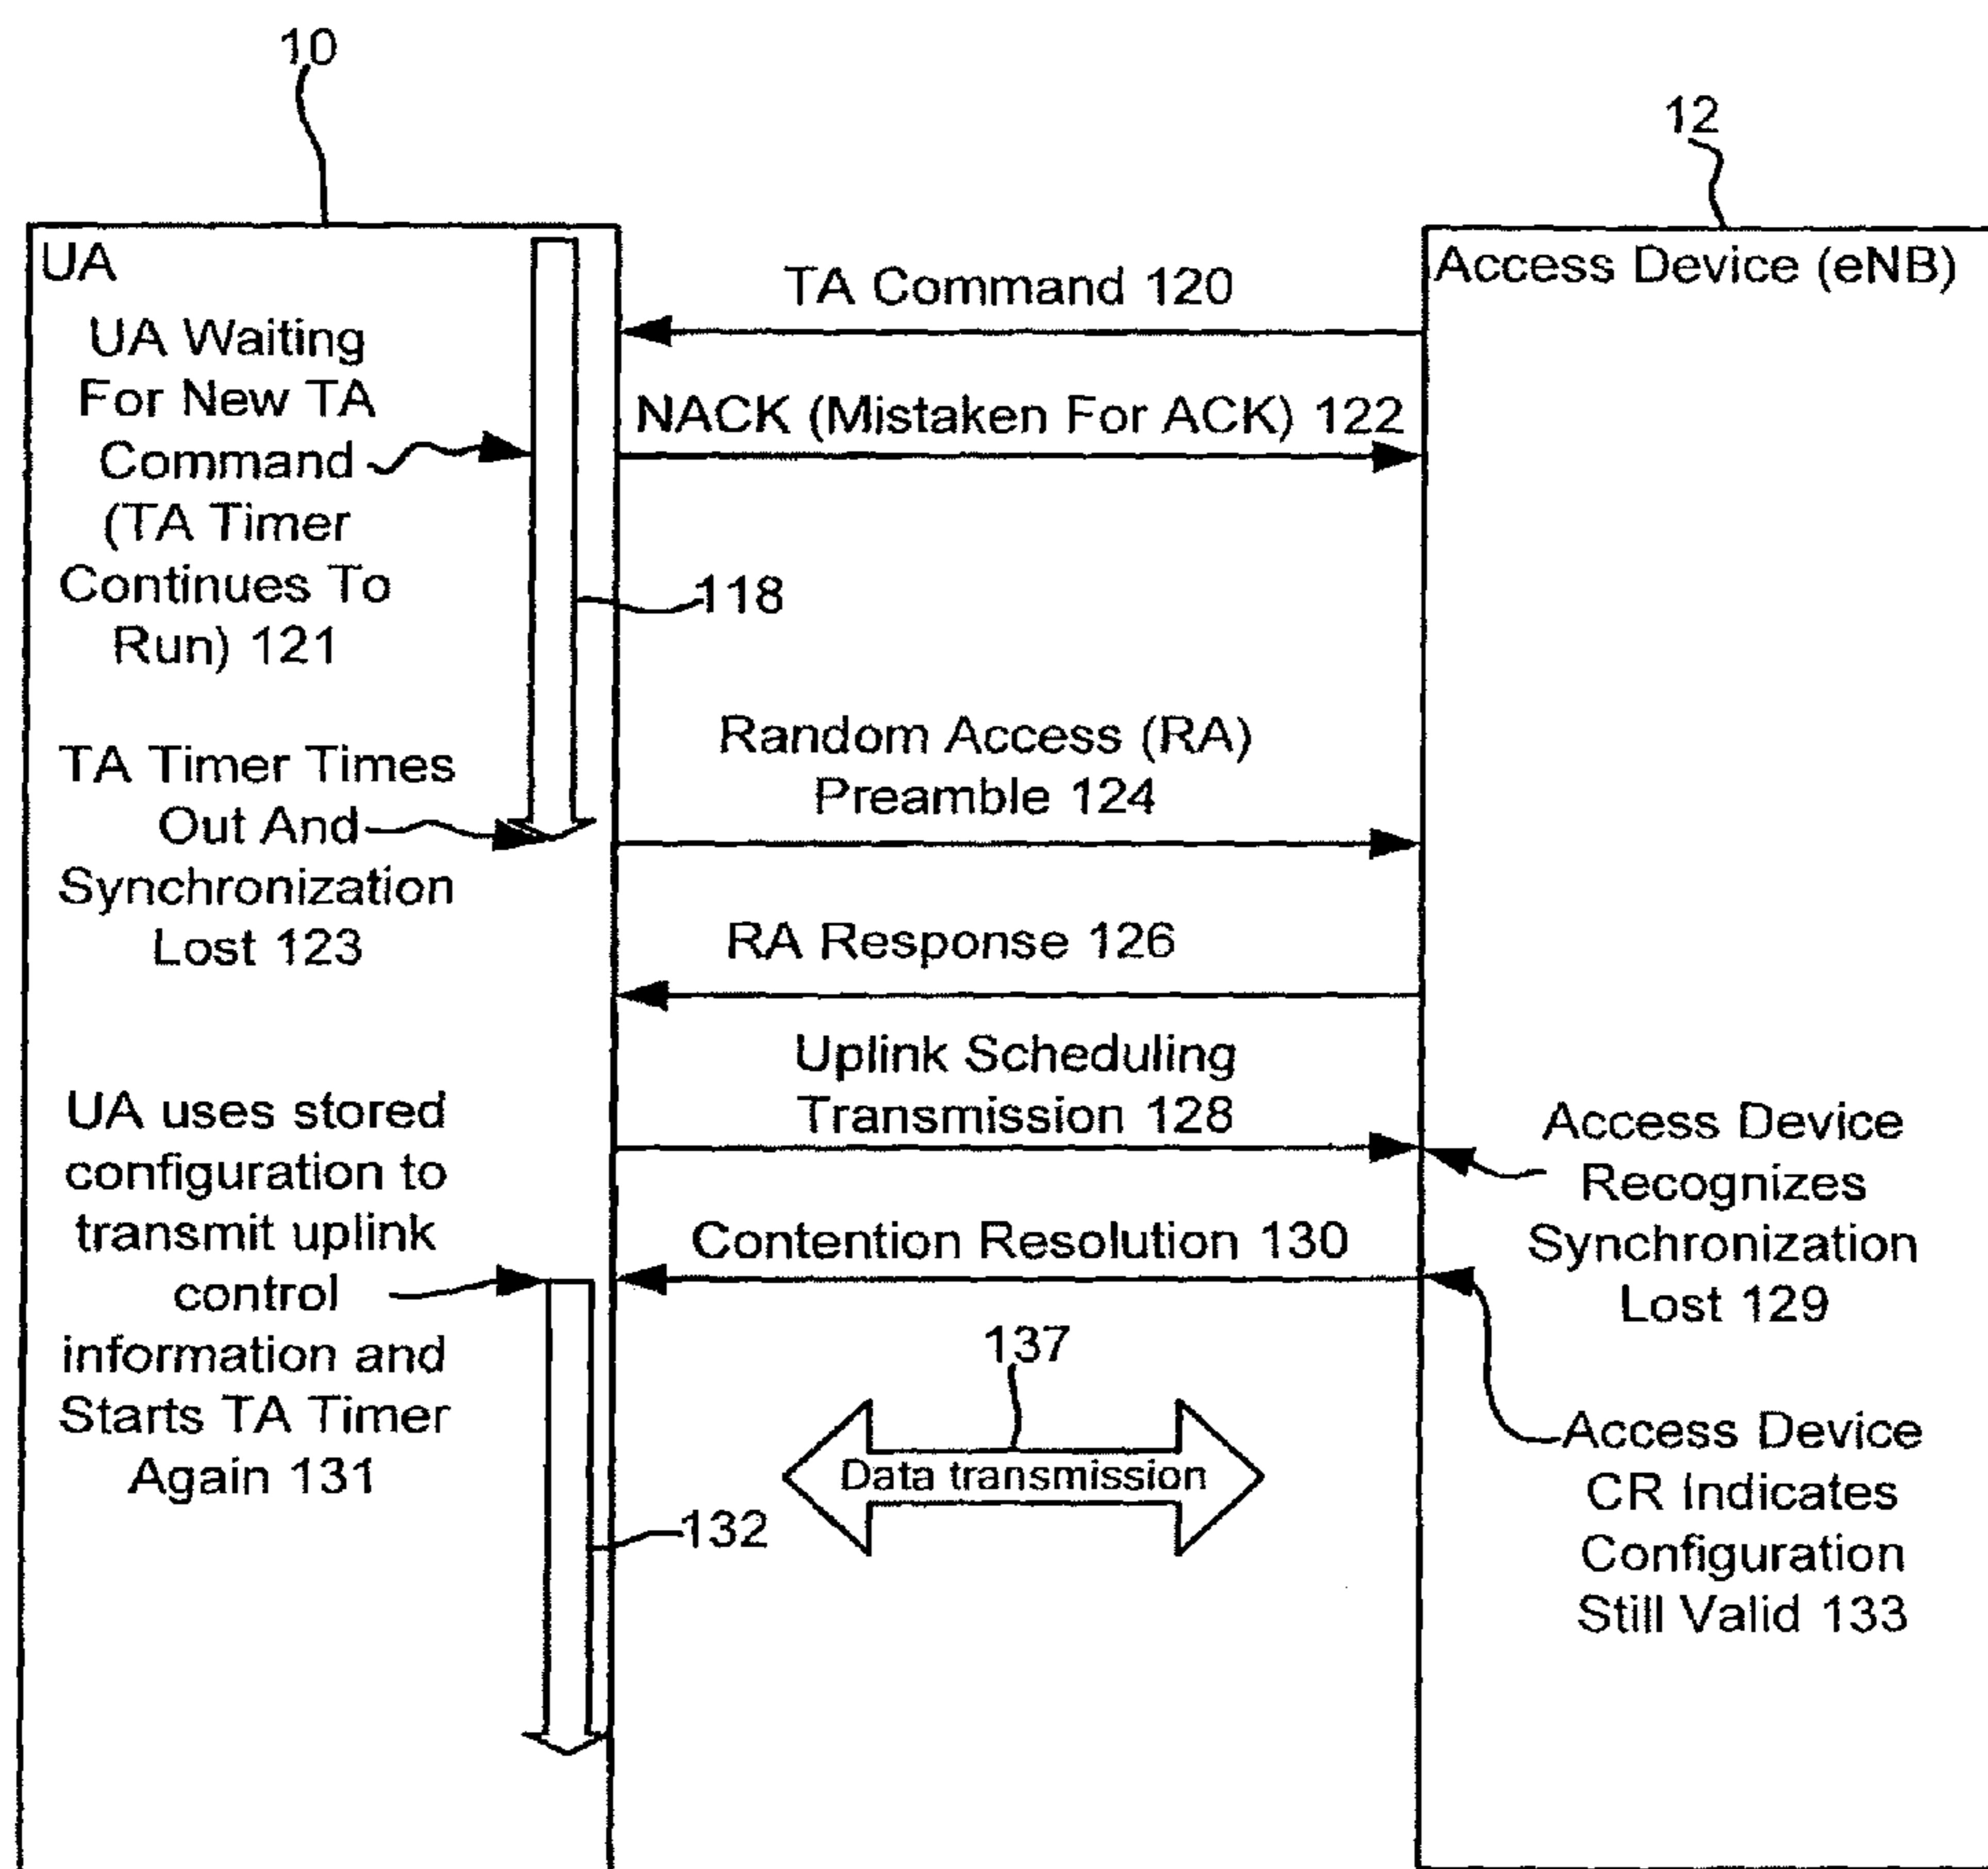 10
12
UA
Access Device (eNB)
TA Command 120
UA Waiting
For New TA
Command
(TA Timer
Continues To
Run) 121
NACK (Mistaken For ACK) 122
118
Random Access (RA)
Preamble 124
TA Timer Times
Out And
Synchronization
Lost 123
RA Response 126
Uplink Scheduling
Transmission 128
UA uses stored
configuration to
transmit uplink
control
information and
Starts TA Timer
Again 131
Access Device
Recognizes
Synchronization
Lost 129
Contention Resolution 130
137
Data transmission
132
Access Device
CR Indicates
Configuration
Still Valid 133